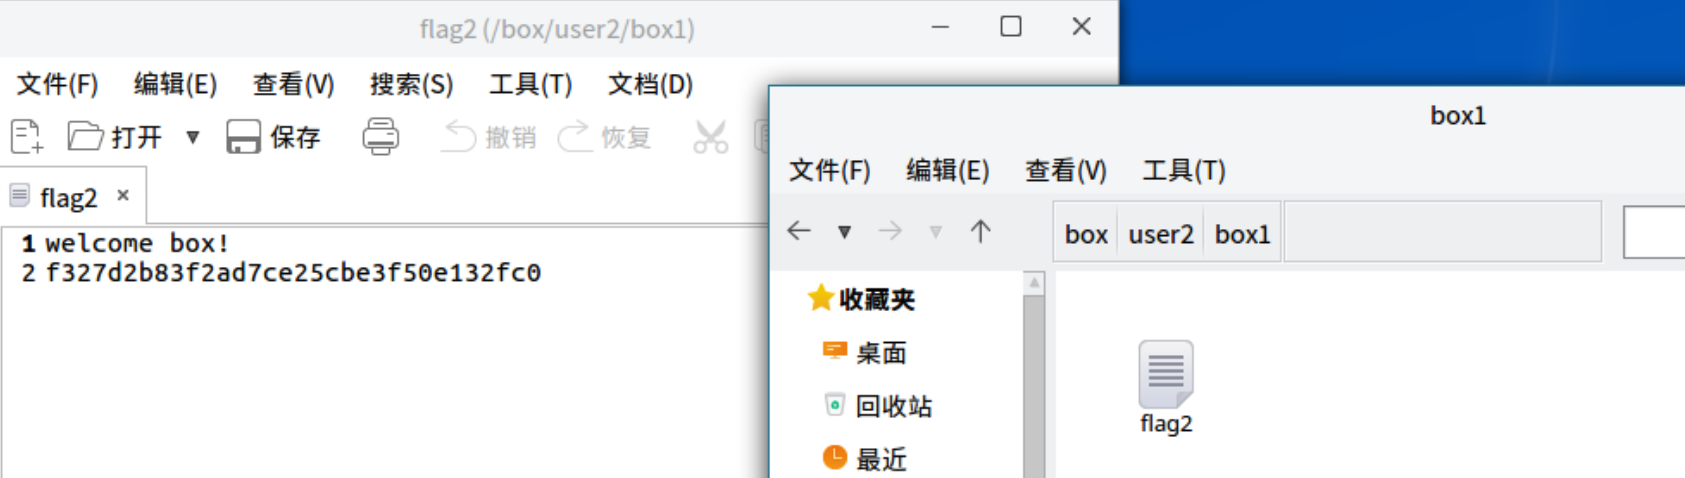 flag2 (/box/user2/box1)
文件(F) 编辑(E) 查看(V) 搜索(S) 工具(T) 文档(D)
打开 保存 撤销 恢复
flag2
1 welcome box!
2 f327d2b83f2ad7ce25cbe3f50e132fc0
box1
文件(F) 编辑(E) 查看(V) 工具(T)
box user2 box1
收藏夹
桌面
回收站
最近
flag2